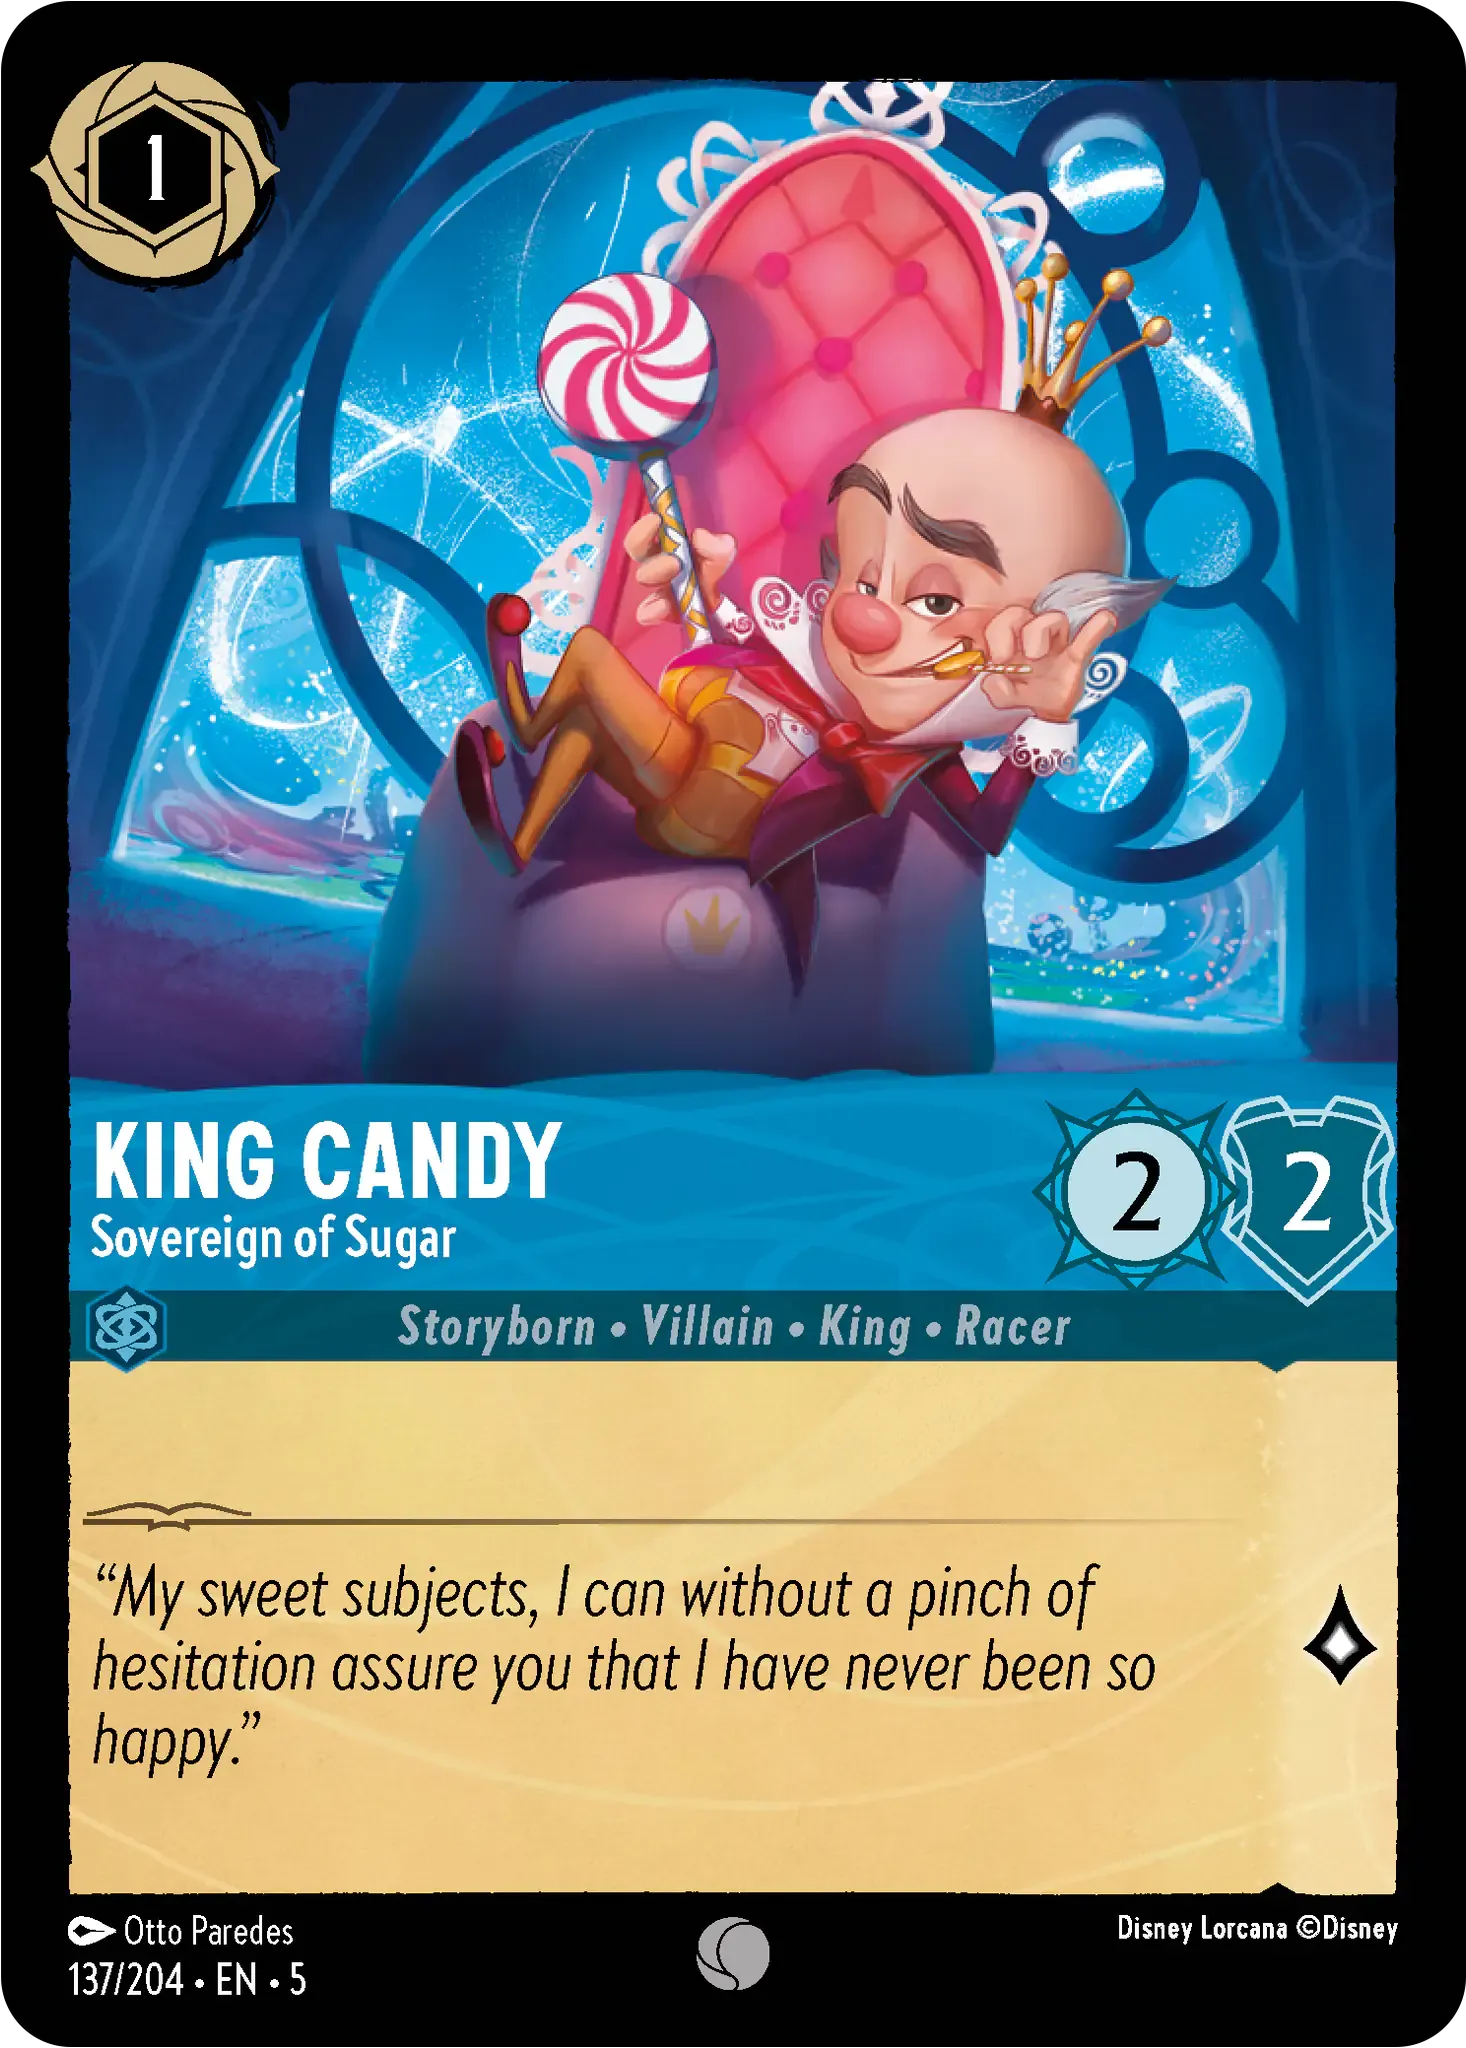 1
KING CANDY
Sovereign of Sugar
2 2
Storyborn • Villain • King • Racer
“My sweet subjects, I can without a pinch of
hesitation assure you that I have never been so
happy.”
Otto Paredes
137/204 • EN • 5
Disney Lorcana ©Disney